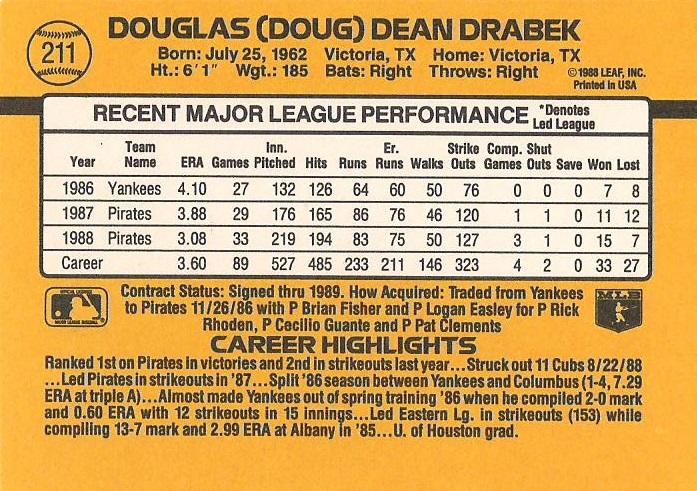 211
DOUGLAS (DOUG) DEAN DRABEK
Born: July 25, 1962 Victoria, TX Home: Victoria, TX
Ht.: 6'1" Wgt.: 185 Bats: Right Throws: Right
©1988 LEAF, INC.
Printed in USA
RECENT MAJOR LEAGUE PERFORMANCE *Denotes Led League
Year Team Name ERA Games Inn. Pitched Hits Runs Er. Runs Walks Strike Outs Comp. Games Shut Outs Save Won Lost
1986 Yankees 4.10 27 132 126 64 60 50 76 0 0 0 7 8
1987 Pirates 3.88 29 176 165 86 76 46 120 1 1 0 11 12
1988 Pirates 3.08 33 219 194 83 75 50 127 3 1 0 15 7
Career 3.60 89 527 485 233 211 146 323 4 2 0 33 27
Contract Status: Signed thru 1989. How Acquired: Traded from Yankees
to Pirates 11/26/86 with P Brian Fisher and P Logan Easley for P Rick
Rhoden, P Cecilio Guante and P Pat Clements
MAJOR LEAGUE BASEBALL
CAREER HIGHLIGHTS
Ranked 1st on Pirates in victories and 2nd in strikeouts last year...Struck out 11 Cubs 8/22/88
...Led Pirates in strikeouts in '87...Split '86 season between Yankees and Columbus (1-4, 7.29
ERA at triple A)...Almost made Yankees out of spring training '86 when he compiled 2-0 mark
and 0.60 ERA with 12 strikeouts in 15 innings...Led Eastern Lg. in strikeouts (153) while
compiling 13-7 mark and 2.99 ERA at Albany in '85...U. of Houston grad.